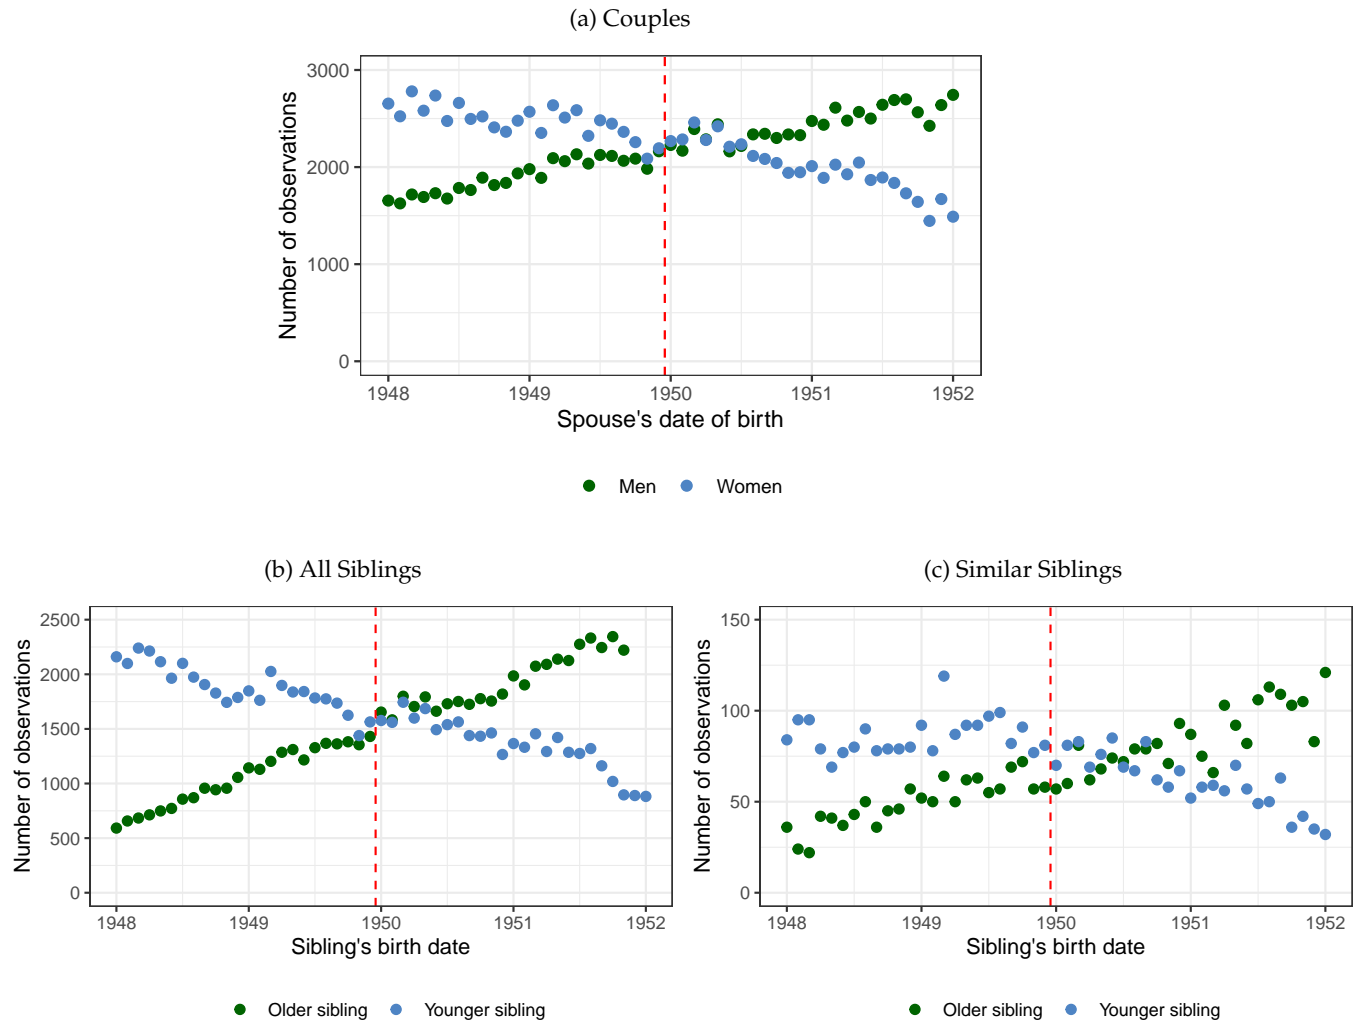 (a) Couples
3000
2000
1000
0
Number of observations
1948 1949 1950 1951 1952
Spouse's date of birth
Men Women
(b) All Siblings
2500
2000
1500
1000
500
0
Number of observations
1948 1949 1950 1951 1952
Sibling's birth date
Older sibling Younger sibling
(c) Similar Siblings
150
100
50
0
Number of observations
1948 1949 1950 1951 1952
Sibling's birth date
Older sibling Younger sibling